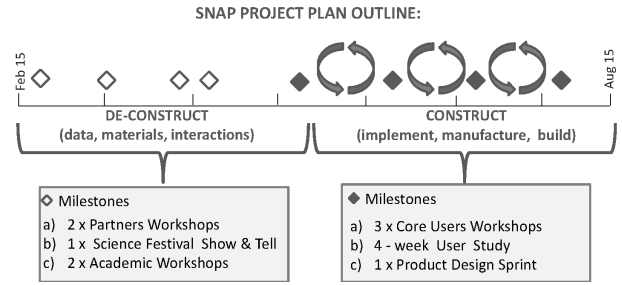 SNAP PROJECT PLAN OUTLINE:
Feb 15
Aug 15
DE-CONSTRUCT
(data, materials, interactions)
CONSTRUCT
(implement, manufacture, build)
Milestones
a) 2 x Partners Workshops
b) 1 x Science Festival Show & Tell
c) 2 x Academic Workshops
Milestones
a) 3 x Core Users Workshops
b) 4 - week User Study
c) 1 x Product Design Sprint